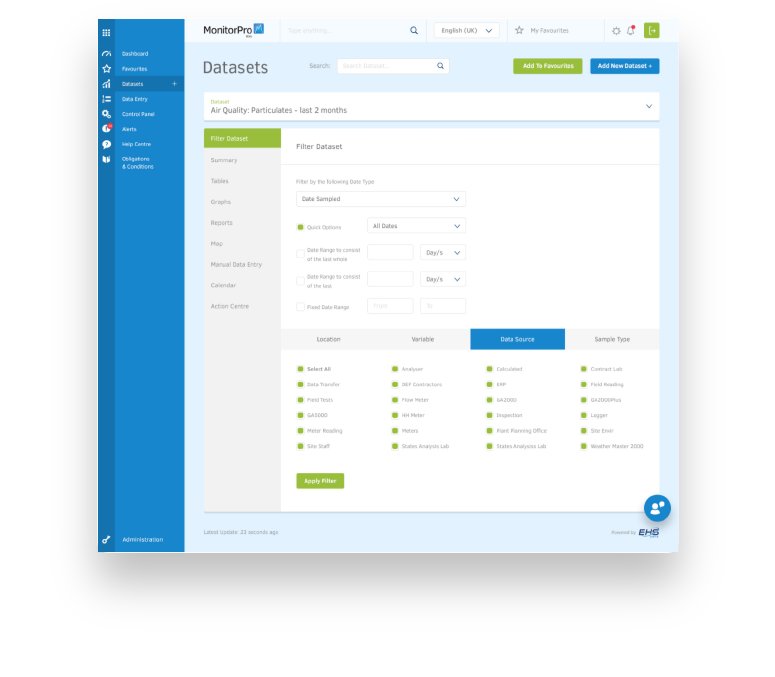 MonitorPro
Type anything...
English (UK)
My Favourites
Dashboard
Favourites
Datasets +
Data Entry
Control Panel
Alerts
Help Centre
Obligations
& Conditions
Administration
Datasets
Search:
Search Dataset...
Add To Favourites
Add New Dataset +
Dataset
Air Quality: Particulates - last 2 months
Filter Dataset
Summary
Tables
Graphs
Reports
Map
Manual Data Entry
Calendar
Action Centre
Filter Dataset
Filter by the following Date Type
Date Sampled
Quick Options
All Dates
Date Range to consist
of the last whole
Day/s
Date Range to consist
of the last
Day/s
Fixed Date Range
From
To
Location
Variable
Data Source
Sample Type
Select All
Analyser
Calculated
Contract Lab
Data Transfer
DEP Contractors
Field Reading
Field Tests
Flow Meter
GA2000
GA2000Plus
GA5000
HH Meter
Inspection
Logger
Meter Reading
Meters
Plant Planning Office
Site Envir
Site Staff
States Analysis Lab
States Analysiss Lab
Weather Master 2000
Apply Filter
Latest Update: 23 seconds ago
Powered by EHS